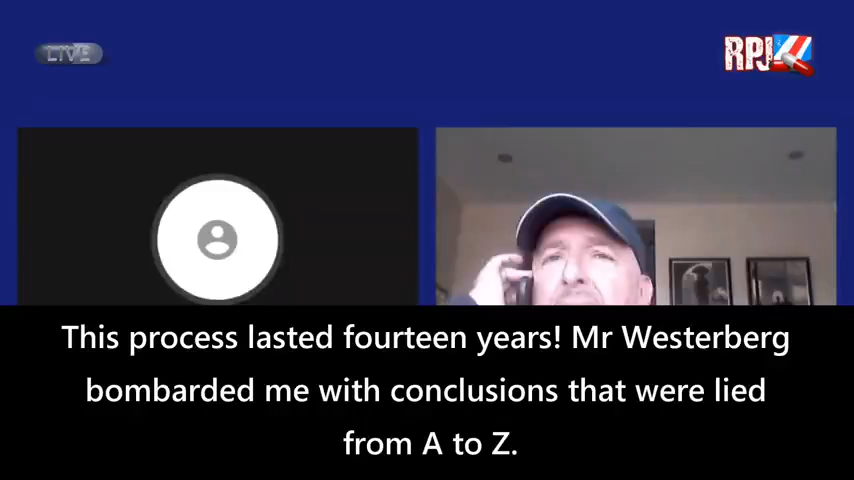 LIVE
RPJ
This process lasted fourteen years! Mr Westerberg
bombarded me with conclusions that were lied
from A to Z.